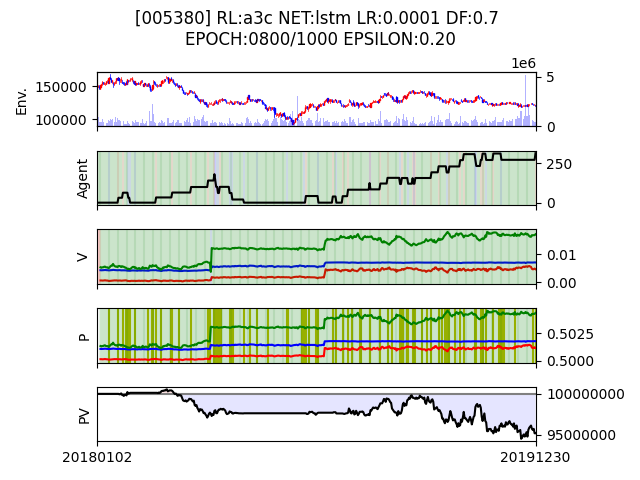 [005380] RL:a3c NET:lstm LR:0.0001 DF:0.7
EPOCH:0800/1000 EPSILON:0.20
1e6
Env.
150000
100000
5
0
Agent
250
0
V
0.01
0.00
P
0.5025
0.5000
PV
100000000
95000000
20180102
20191230